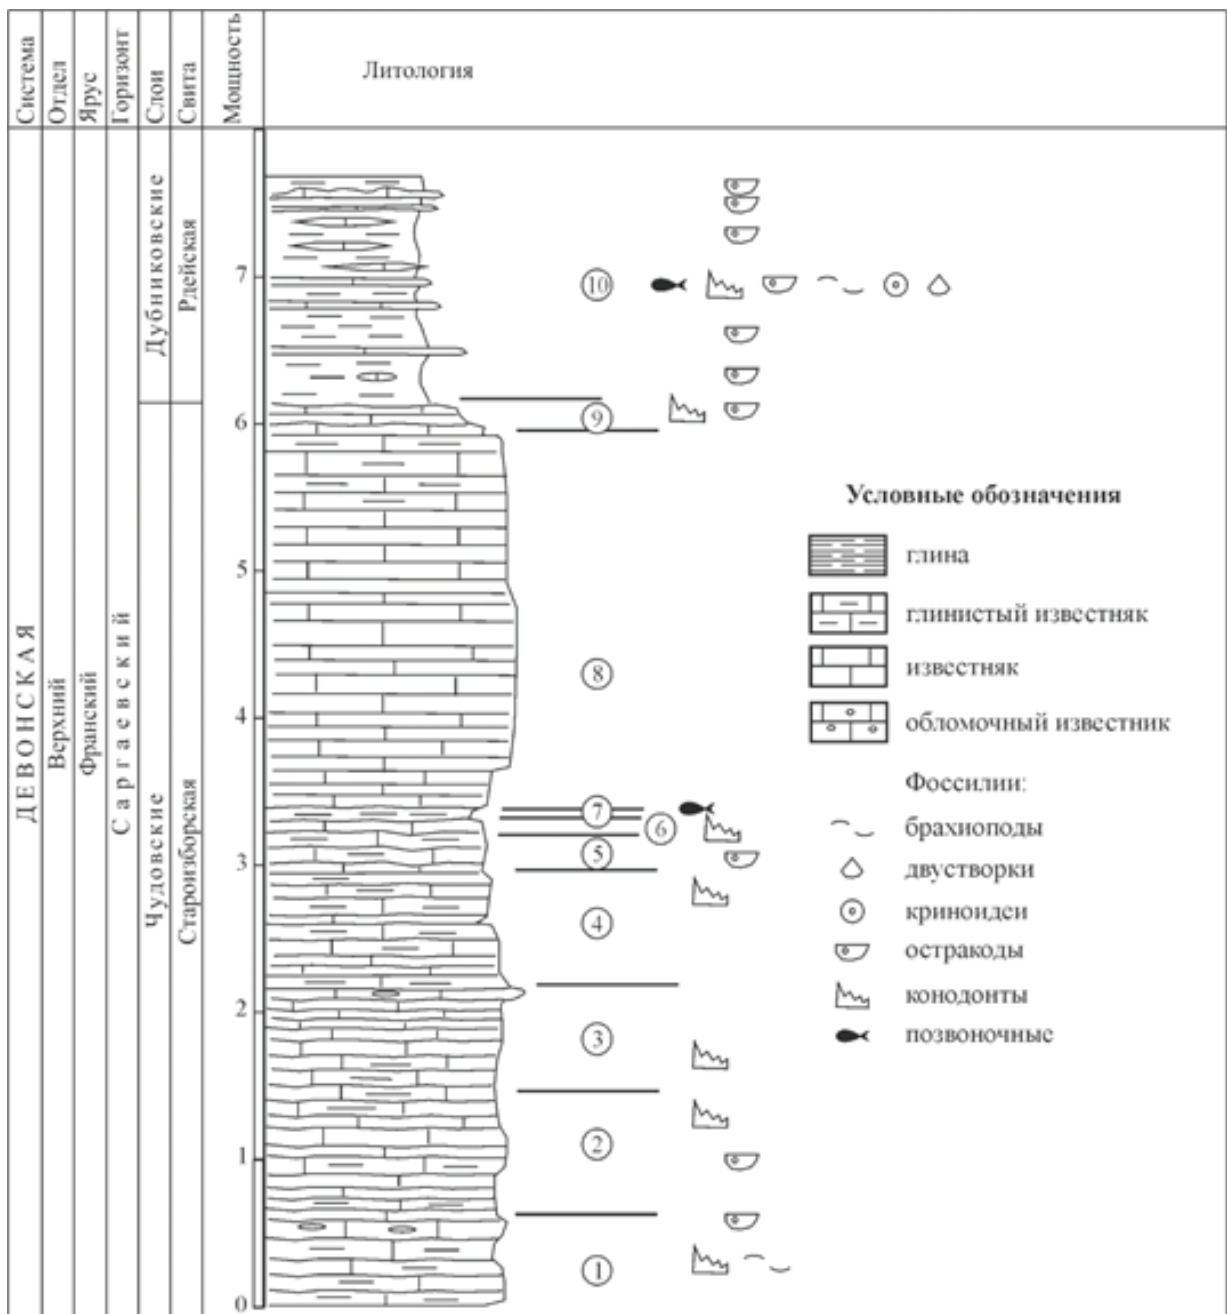 Система
Отдел
Ярус
Горизонт
Слои
Свита
Мощность
Литология
ДЕВОНСКАЯ
Верхний
Франский
Саргаевский
Дубниковские
Чудовские
Рдейская
Староизборская
7
6
5
4
3
2
1
0
10
9
8
7
6
5
4
3
2
1
Условные обозначения
глина
глинистый известняк
известняк
обломочный известник
Фоссилии:
брахиоподы
двустворки
криноидеи
остракоды
конодонты
позвоночные